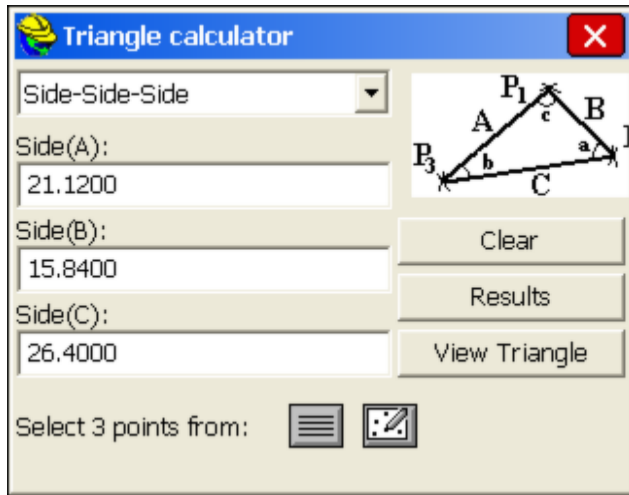 Triangle calculator
Side-Side-Side
Side(A):
21.1200
Side(B):
15.8400
Side(C):
26.4000
P1
A
c
B
P3
b
a
C
Clear
Results
View Triangle
Select 3 points from: